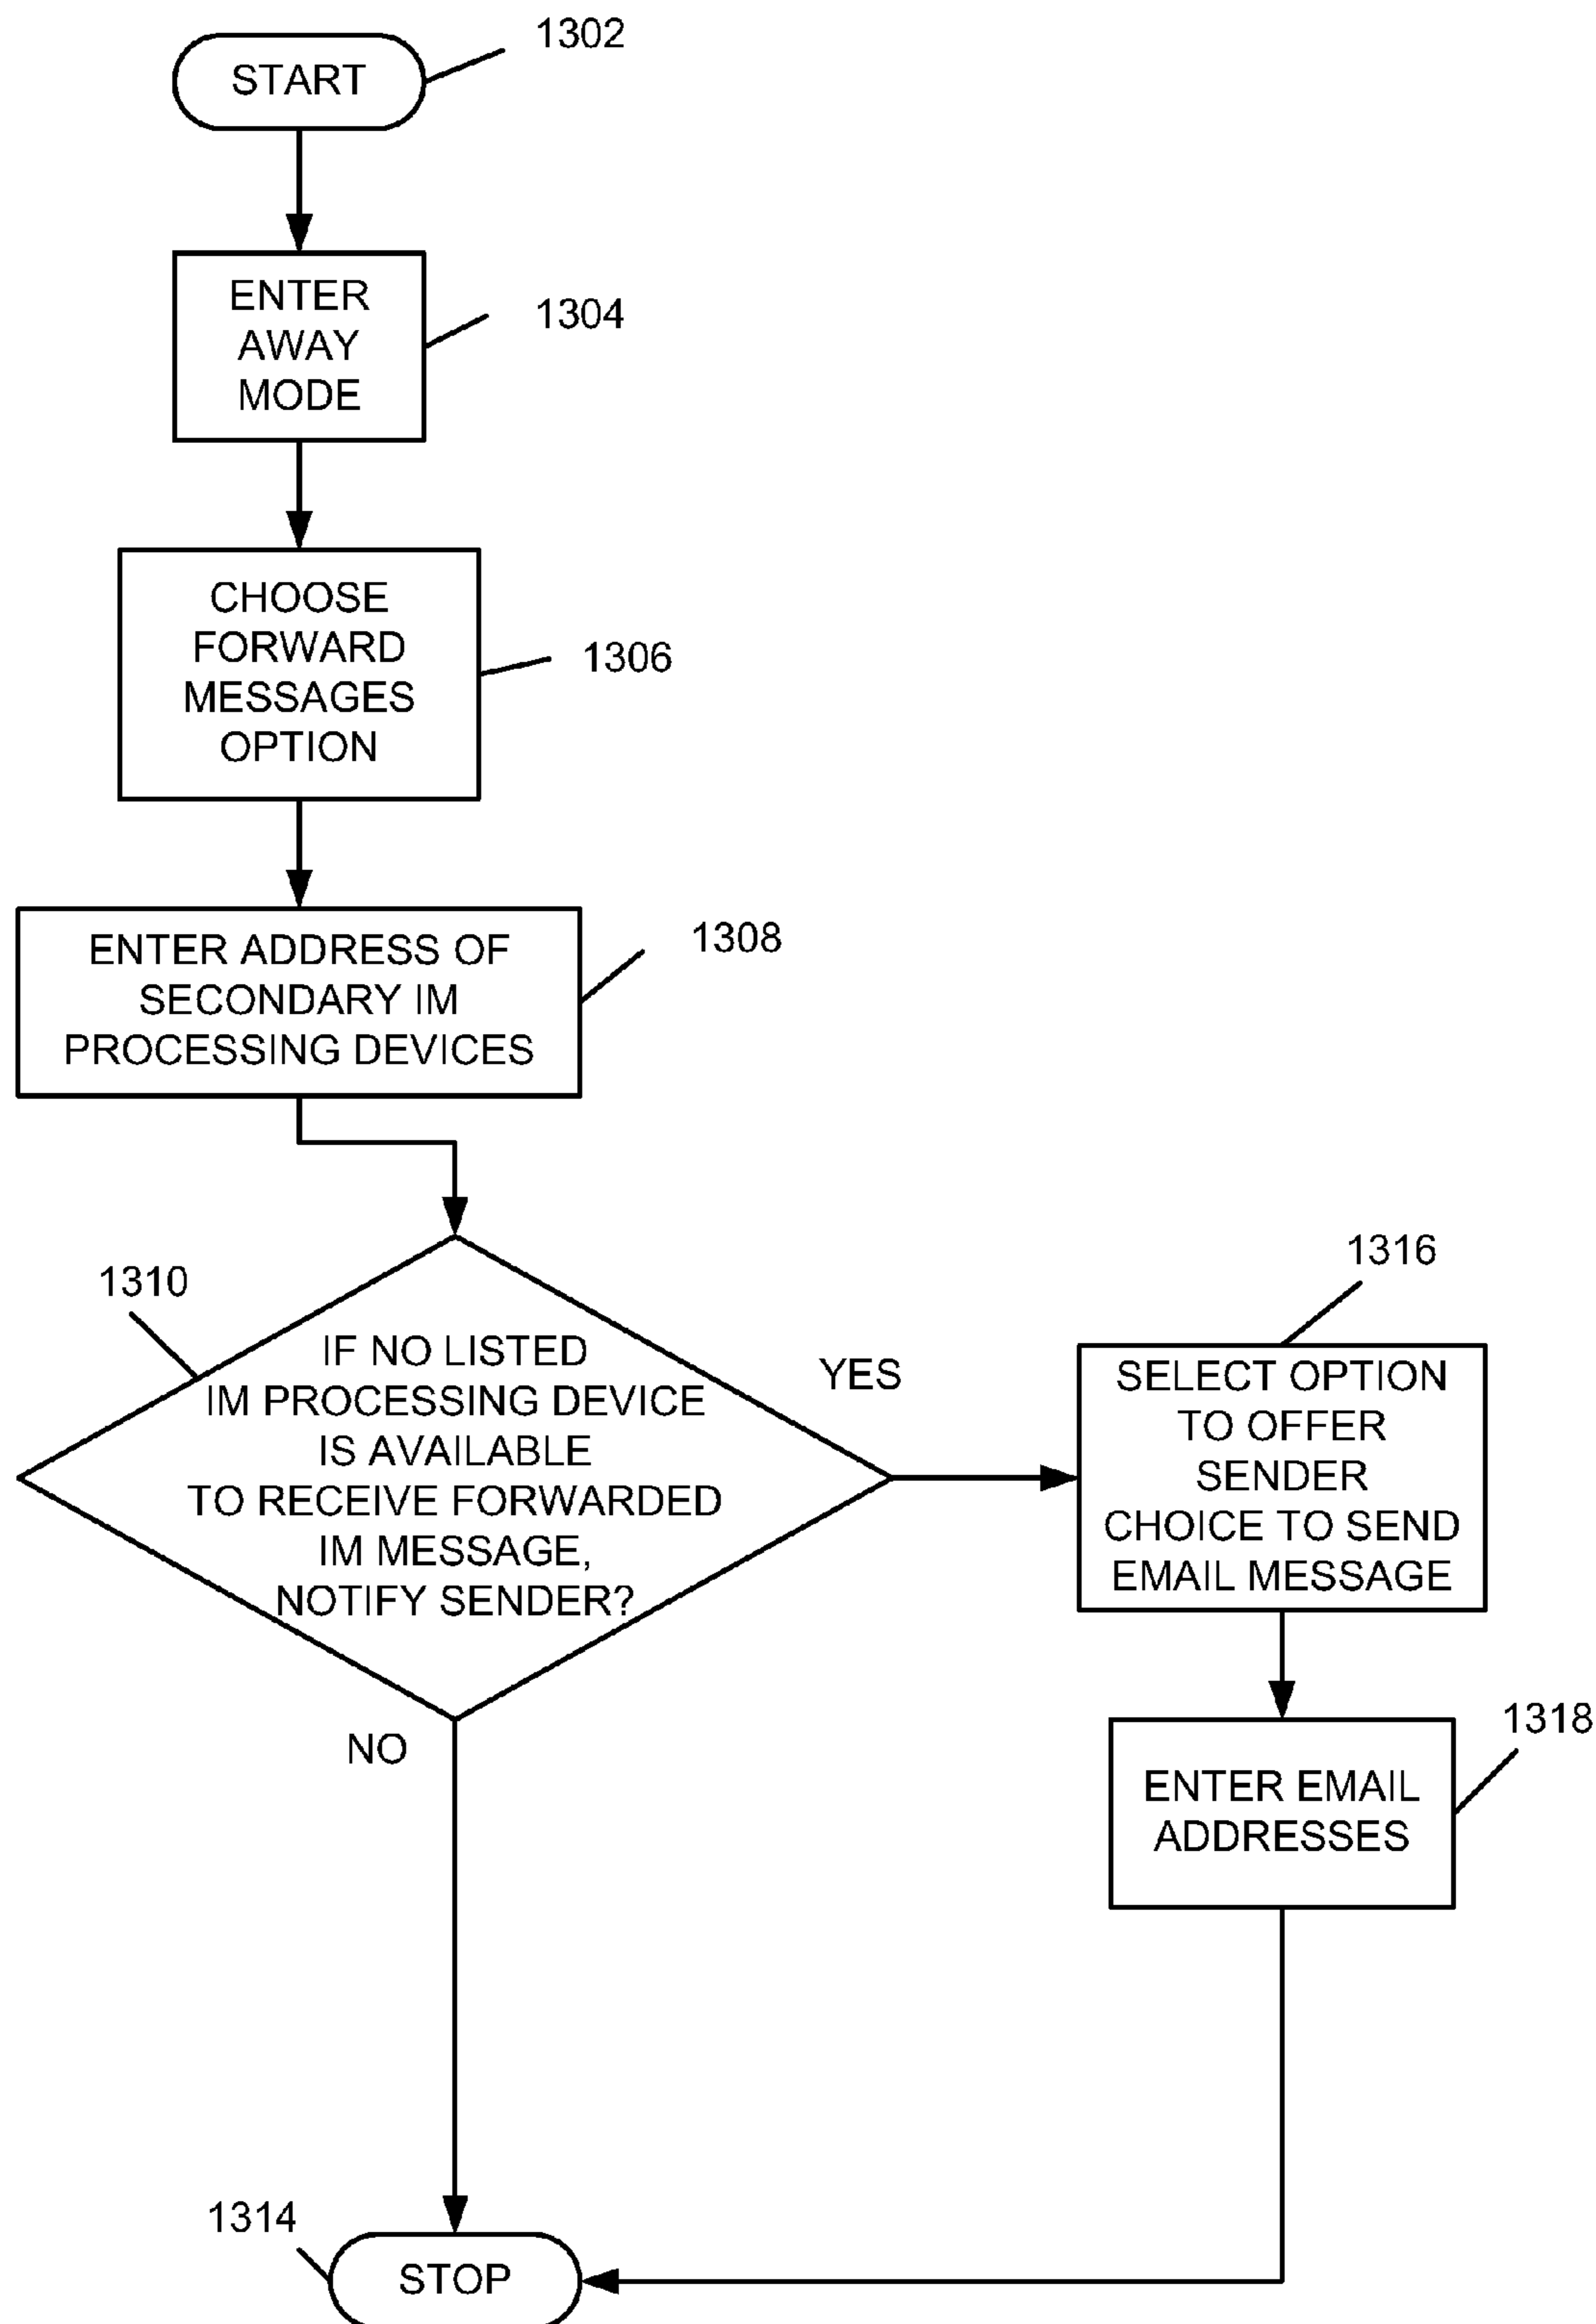 1302
START
ENTER
AWAY
MODE
1304
CHOOSE
FORWARD
MESSAGES
OPTION
1306
ENTER ADDRESS OF
SECONDARY IM
PROCESSING DEVICES
1308
1310
IF NO LISTED
IM PROCESSING DEVICE
IS AVAILABLE
TO RECEIVE FORWARDED
IM MESSAGE,
NOTIFY SENDER?
YES
NO
1316
SELECT OPTION
TO OFFER
SENDER
CHOICE TO SEND
EMAIL MESSAGE
1318
ENTER EMAIL
ADDRESSES
1314
STOP